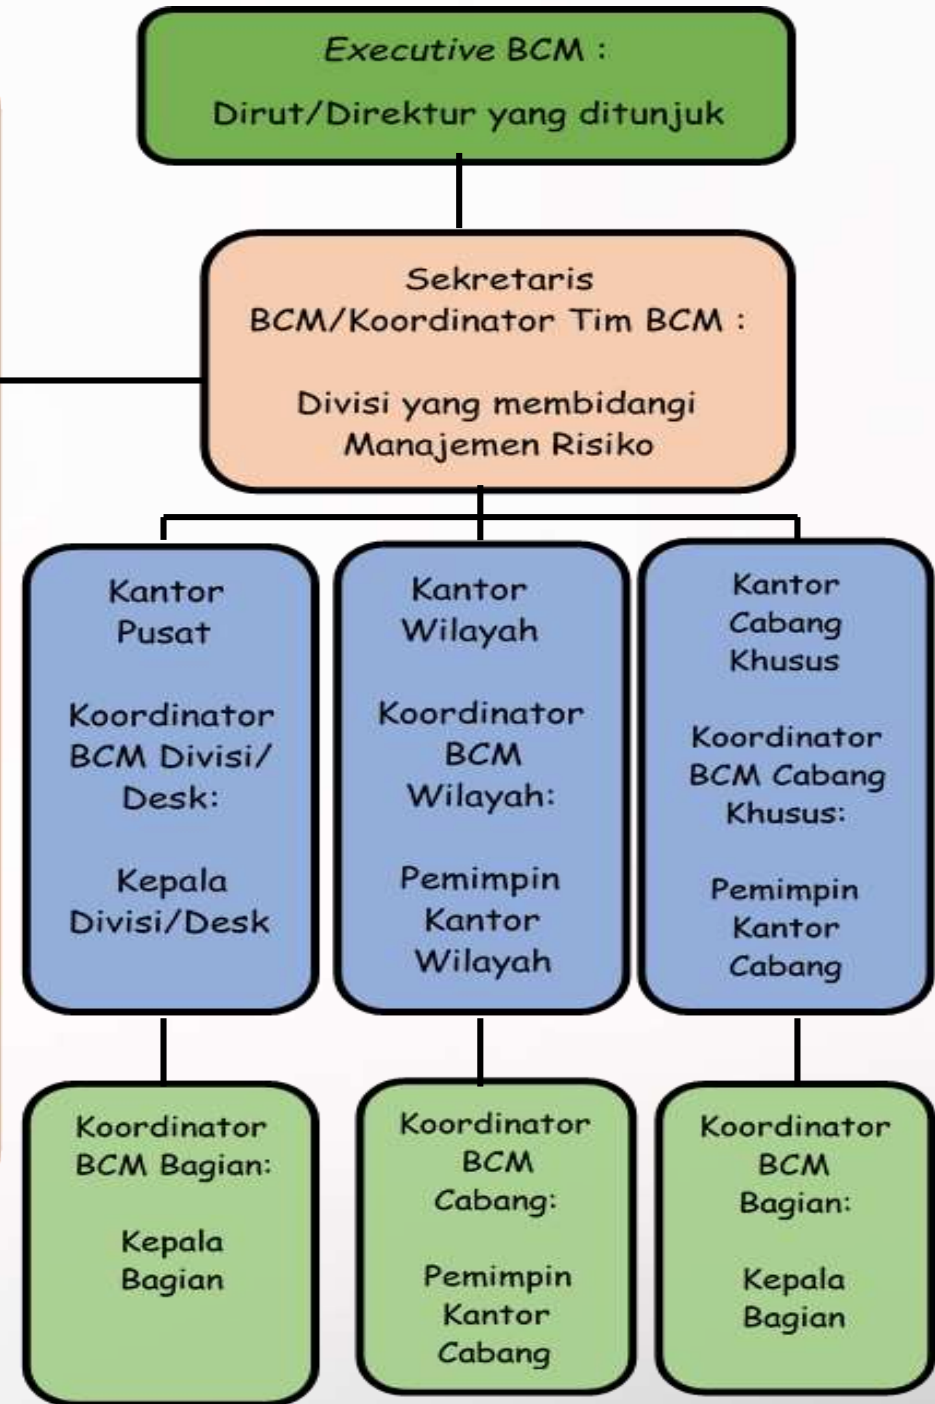 Executive BCM :
Dirut/Direktur yang ditunjuk
Sekretaris
BCM/Koordinator Tim BCM :
Divisi yang membidangi
Manajemen Risiko
Kantor
Pusat
Koordinator
BCM Divisi/
Desk:
Kepala
Divisi/Desk
Kantor
Wilayah
Koordinator
BCM
Wilayah:
Pemimpin
Kantor
Wilayah
Kantor
Cabang
Khusus
Koordinator
BCM Cabang
Khusus:
Pemimpin
Kantor
Cabang
Koordinator
BCM Bagian:
Kepala
Bagian
Koordinator
BCM
Cabang:
Pemimpin
Kantor
Cabang
Koordinator
BCM
Bagian:
Kepala
Bagian